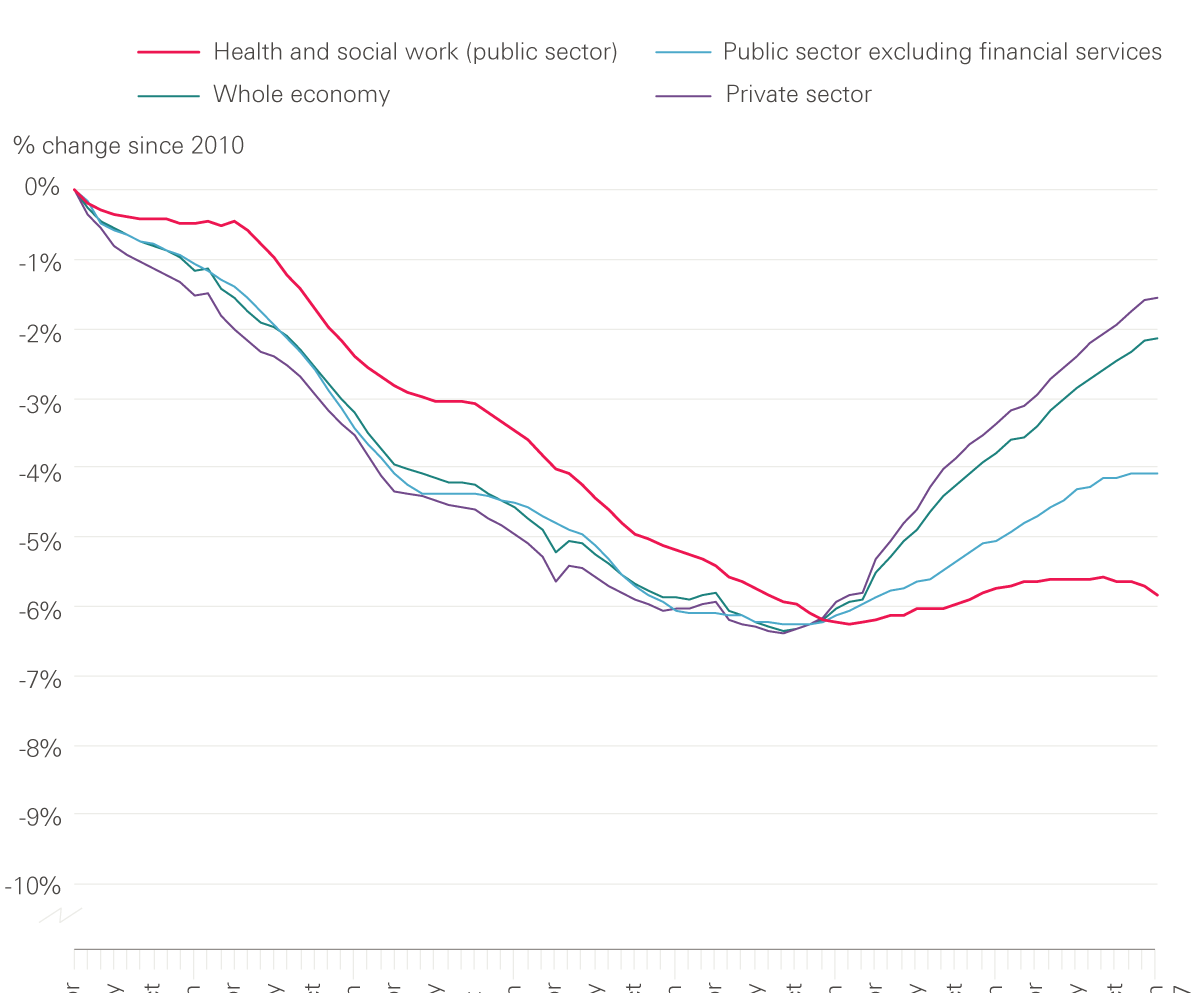 Health and social work (public sector)
Public sector excluding financial services
Whole economy
Private sector
% change since 2010
0%
-1%
-2%
-3%
-4%
-5%
-6%
-7%
-8%
-9%
-10%